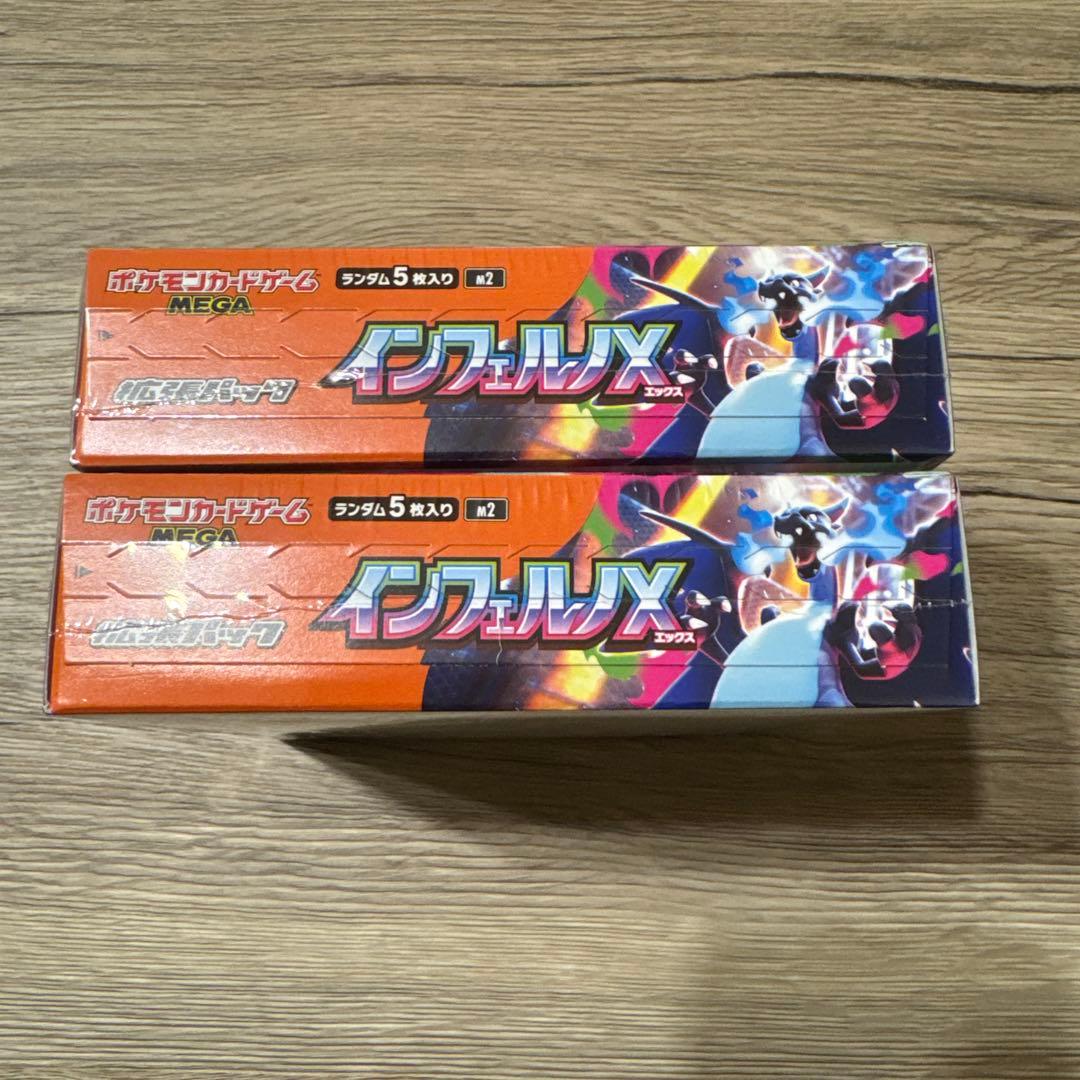 ポケモンカードゲーム
MEGA
ランダム5枚入り M2
インフェルノX
エックス
拡張パック
ポケモンカードゲーム
MEGA
ランダム5枚入り M2
インフェルノX
エックス
拡張パック